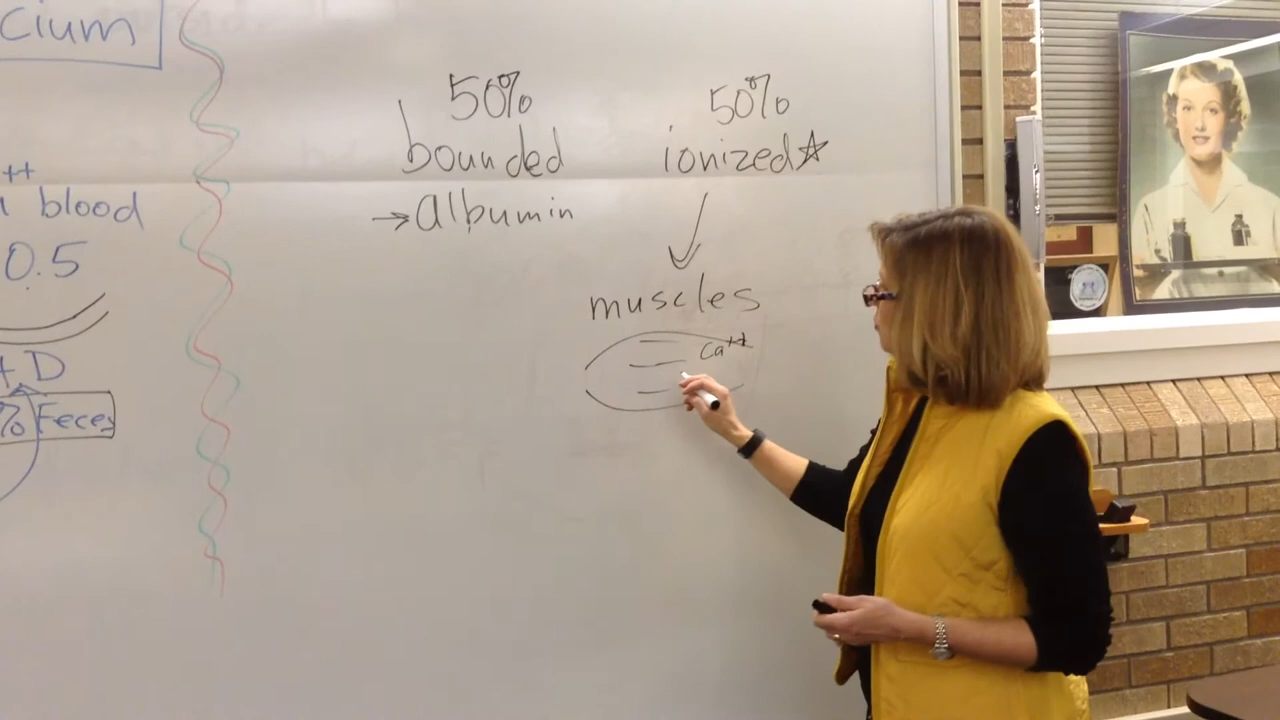 cium
++
blood
0.5
+D
% Feces
50%
bounded
→albumin
50%
ionized☆
muscles
Ca++